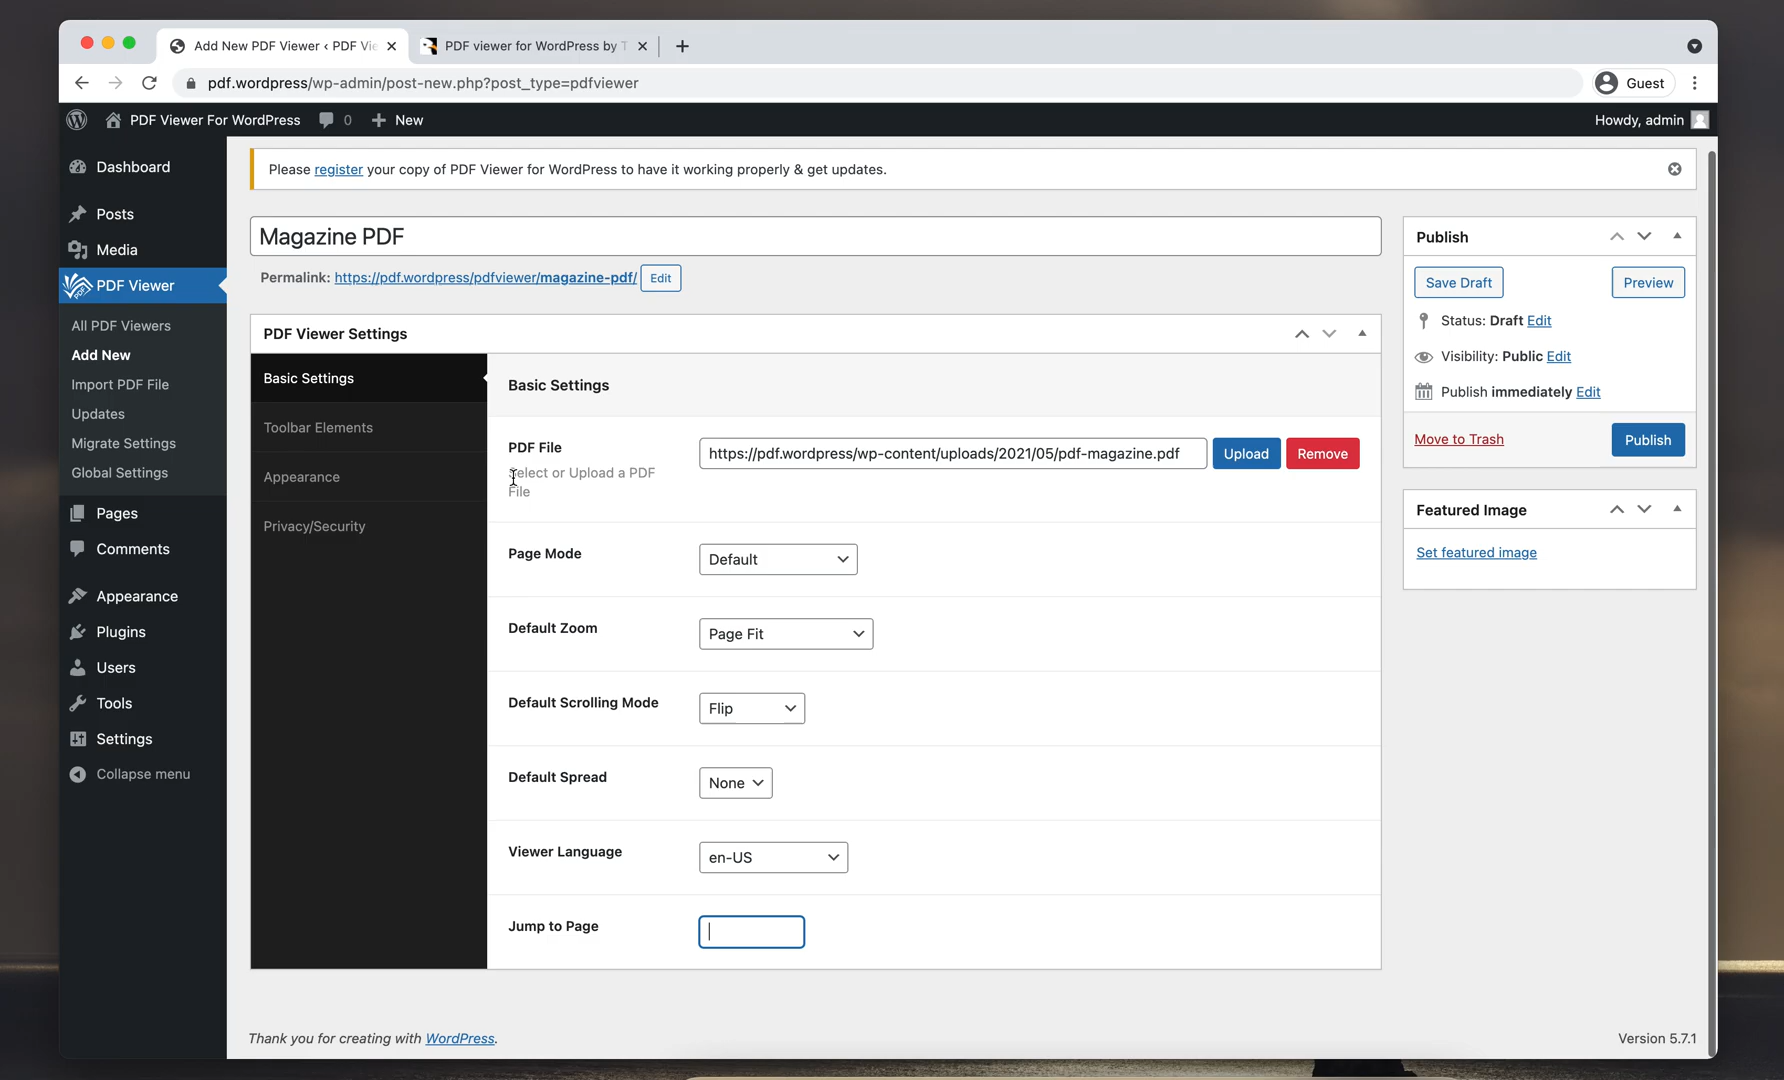 Add New PDF Viewer ‹ PDF Vie
PDF viewer for WordPress by T
pdf.wordpress/wp-admin/post-new.php?post_type=pdfviewer
Guest
PDF Viewer For WordPress
0
New
Howdy, admin
Dashboard
Posts
Media
PDF Viewer
All PDF Viewers
Add New
Import PDF File
Updates
Migrate Settings
Global Settings
Pages
Comments
Appearance
Plugins
Users
Tools
Settings
Collapse menu
Please register your copy of PDF Viewer for WordPress to have it working properly & get updates.
Magazine PDF
Permalink: https://pdf.wordpress/pdfviewer/magazine-pdf/ Edit
PDF Viewer Settings
Basic Settings
Toolbar Elements
Appearance
Privacy/Security
Basic Settings
PDF File
Select or Upload a PDF
File
https://pdf.wordpress/wp-content/uploads/2021/05/pdf-magazine.pdf
Upload
Remove
Page Mode
Default
Default Zoom
Page Fit
Default Scrolling Mode
Flip
Default Spread
None
Viewer Language
en-US
Jump to Page
Publish
Save Draft
Preview
Status: Draft Edit
Visibility: Public Edit
Publish immediately Edit
Move to Trash
Publish
Featured Image
Set featured image
Thank you for creating with WordPress.
Version 5.7.1